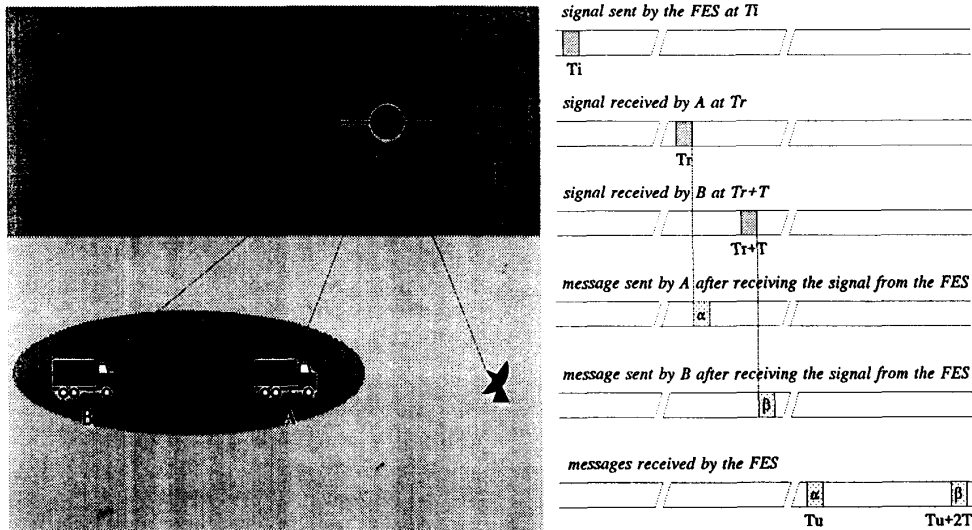 signal sent by the FES at Ti
Ti
signal received by A at Tr
Tr
signal received by B at Tr+T
Tr+T
message sent by A after receiving the signal from the FES
α
message sent by B after receiving the signal from the FES
β
messages received by the FES
α β
Tu Tu+2T
B A